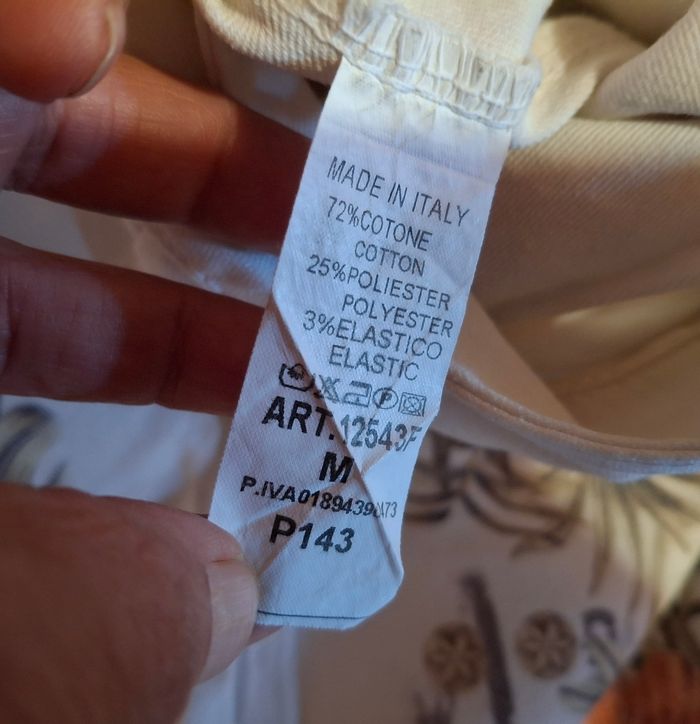 MADE IN ITALY
72%COTONE
COTTON
25%POLIESTER
POLYESTER
3%ELASTICO
ELASTIC
P
ART.12543F
M
P143